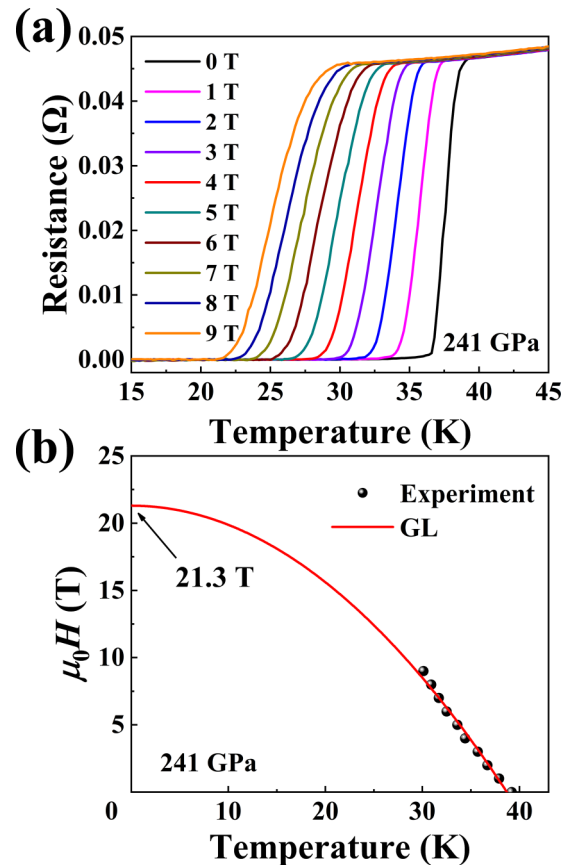 (a)
0.05
0.04
0.03
0.02
0.01
0.00
Resistance (Ω)
0 T
1 T
2 T
3 T
4 T
5 T
6 T
7 T
8 T
9 T
241 GPa
15 20 25 30 35 40 45
Temperature (K)
(b)
25
20
15
10
5
μ₀H (T)
Experiment
GL
21.3 T
241 GPa
0 10 20 30 40
Temperature (K)